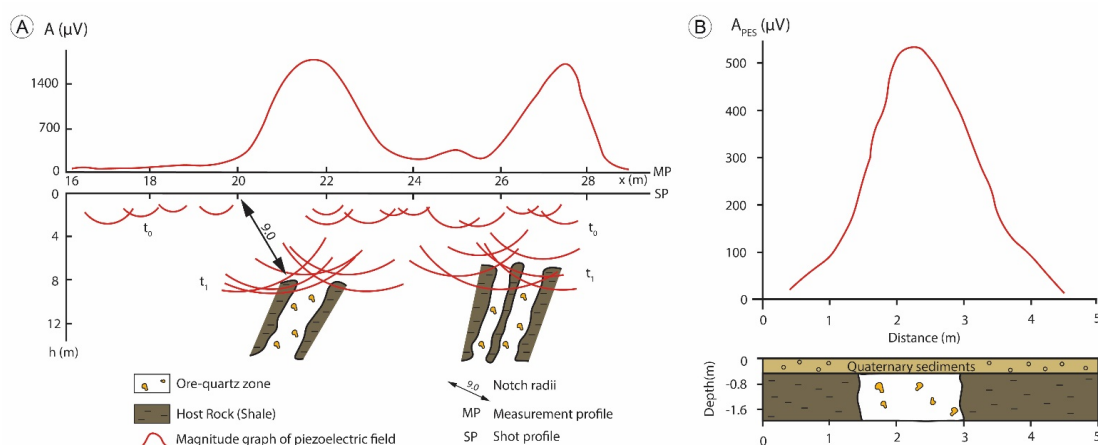 A
A (µV)
1400
700
0
16
18
20
22
24
26
28
x (m)
MP
SP
0
4
8
12
h (m)
t0
t0
9.0
t1
t1
Ore-quartz zone
Host Rock (Shale)
Magnitude graph of piezoelectric field
9.0
Notch radii
MP
Measurement profile
SP
Shot profile
B
APES (µV)
500
400
300
200
100
0
0
1
2
3
4
5
Distance (m)
Depth(m)
0
-0.8
-1.6
Quaternary sediments
0
1
2
3
4
5